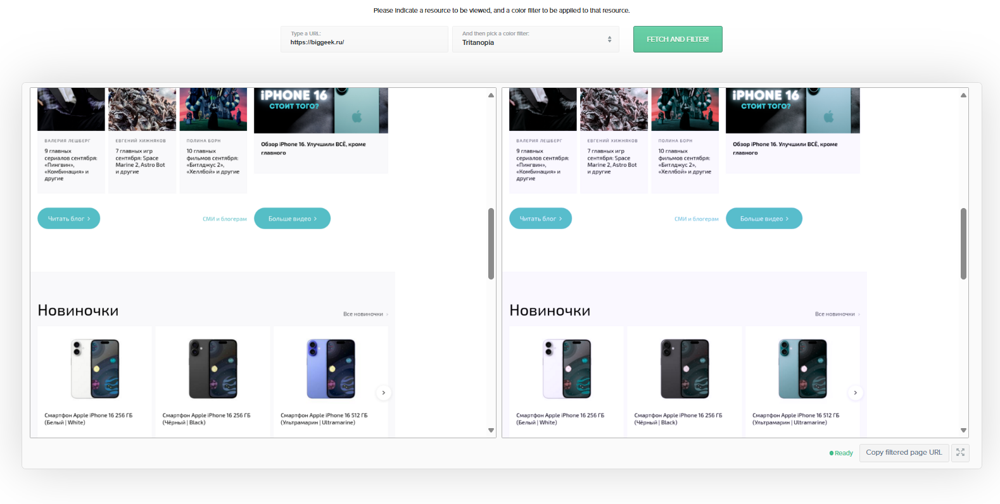 Please indicate a resource to be viewed, and a color filter to be applied to that resource.
Type a URL:
https://biggeek.ru/
And then pick a color filter:
Tritanopia
FETCH AND FILTER!
iPHONE 16
СТОИТ ТОГО?
ВАЛЕРИЯ ЛЕШБЕРГ
9 главных
сериалов сентября:
«Пингвин»,
«Комбинация» и
другие
ЕВГЕНИЙ ХИЖНЯКОВ
7 главных игр
сентября: Space
Marine 2, Astro Bot
и другие
ПОЛИНА БОРН
10 главных
фильмов сентября:
«Битлджус 2»,
«Хеллбой» и другие
Обзор iPhone 16. Улучшили ВСЁ, кроме
главного
Читать блог
СМИ и блогерам
Больше видео
Новиночки
Все новиночки
Смартфон Apple iPhone 16 256 ГБ
(Белый | White)
Смартфон Apple iPhone 16 256 ГБ
(Чёрный | Black)
Смартфон Apple iPhone 16 512 ГБ
(Ультрамарин | Ultramarine)
iPHONE 16
СТОИТ ТОГО?
ВАЛЕРИЯ ЛЕШБЕРГ
9 главных
сериалов сентября:
«Пингвин»,
«Комбинация» и
другие
ЕВГЕНИЙ ХИЖНЯКОВ
7 главных игр
сентября: Space
Marine 2, Astro Bot
и другие
ПОЛИНА БОРН
10 главных
фильмов сентября:
«Битлджус 2»,
«Хеллбой» и другие
Обзор iPhone 16. Улучшили ВСЁ, кроме
главного
Читать блог
СМИ и блогерам
Больше видео
Новиночки
Все новиночки
Смартфон Apple iPhone 16 256 ГБ
(Белый | White)
Смартфон Apple iPhone 16 256 ГБ
(Чёрный | Black)
Смартфон Apple iPhone 16 512 ГБ
(Ультрамарин | Ultramarine)
Ready
Copy filtered page URL